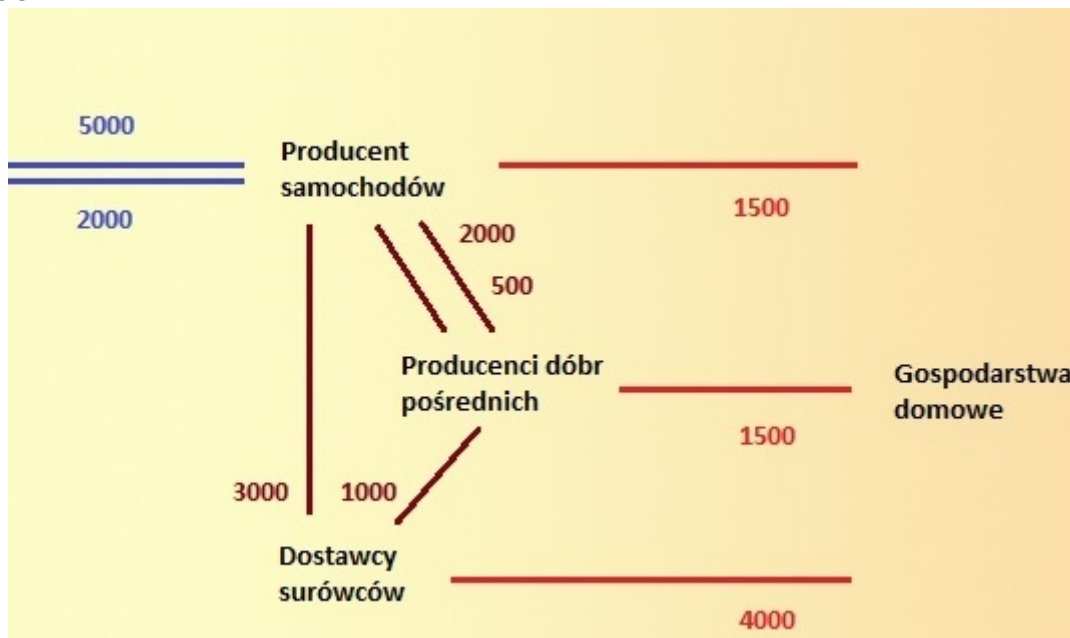 5000
Producent
samochodów
2000
1500
2000
500
Producenci dóbr
pośrednich
Gospodarstwa
domowe
1500
3000
1000
Dostawcy
surówców
4000